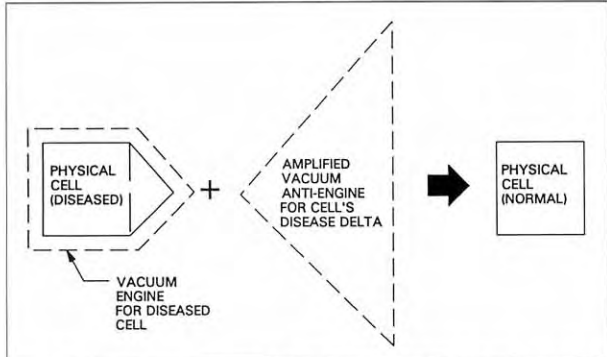 PHYSICAL
CELL
(DISEASED)
+
AMPLIFIED
VACUUM
ANTI-ENGINE
FOR CELL'S
DISEASE DELTA
PHYSICAL
CELL
(NORMAL)
VACUUM
ENGINE
FOR DISEASED
CELL